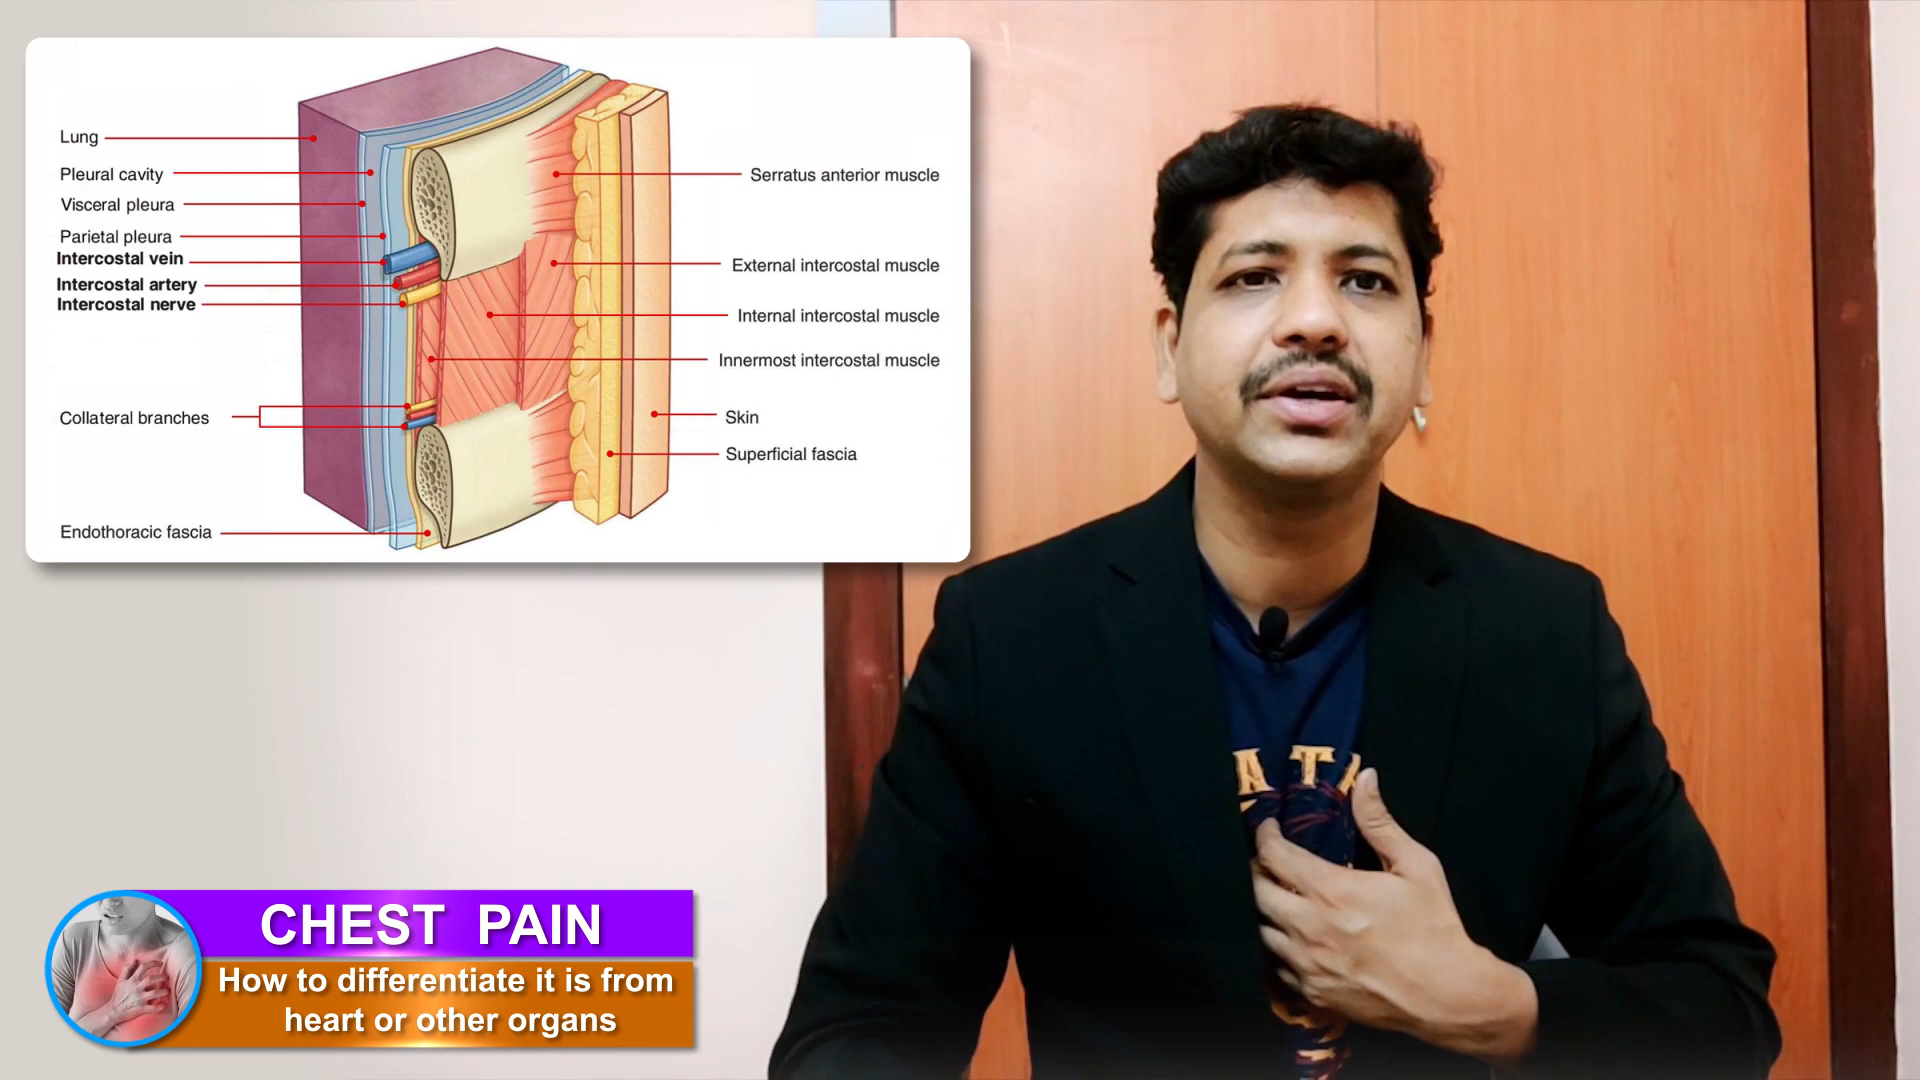 Lung
Pleural cavity
Visceral pleura
Parietal pleura
Intercostal vein
Intercostal artery
Intercostal nerve
Collateral branches
Endothoracic fascia
Serratus anterior muscle
External intercostal muscle
Internal intercostal muscle
Innermost intercostal muscle
Skin
Superficial fascia
ATA
CHEST PAIN
How to differentiate it is from
heart or other organs